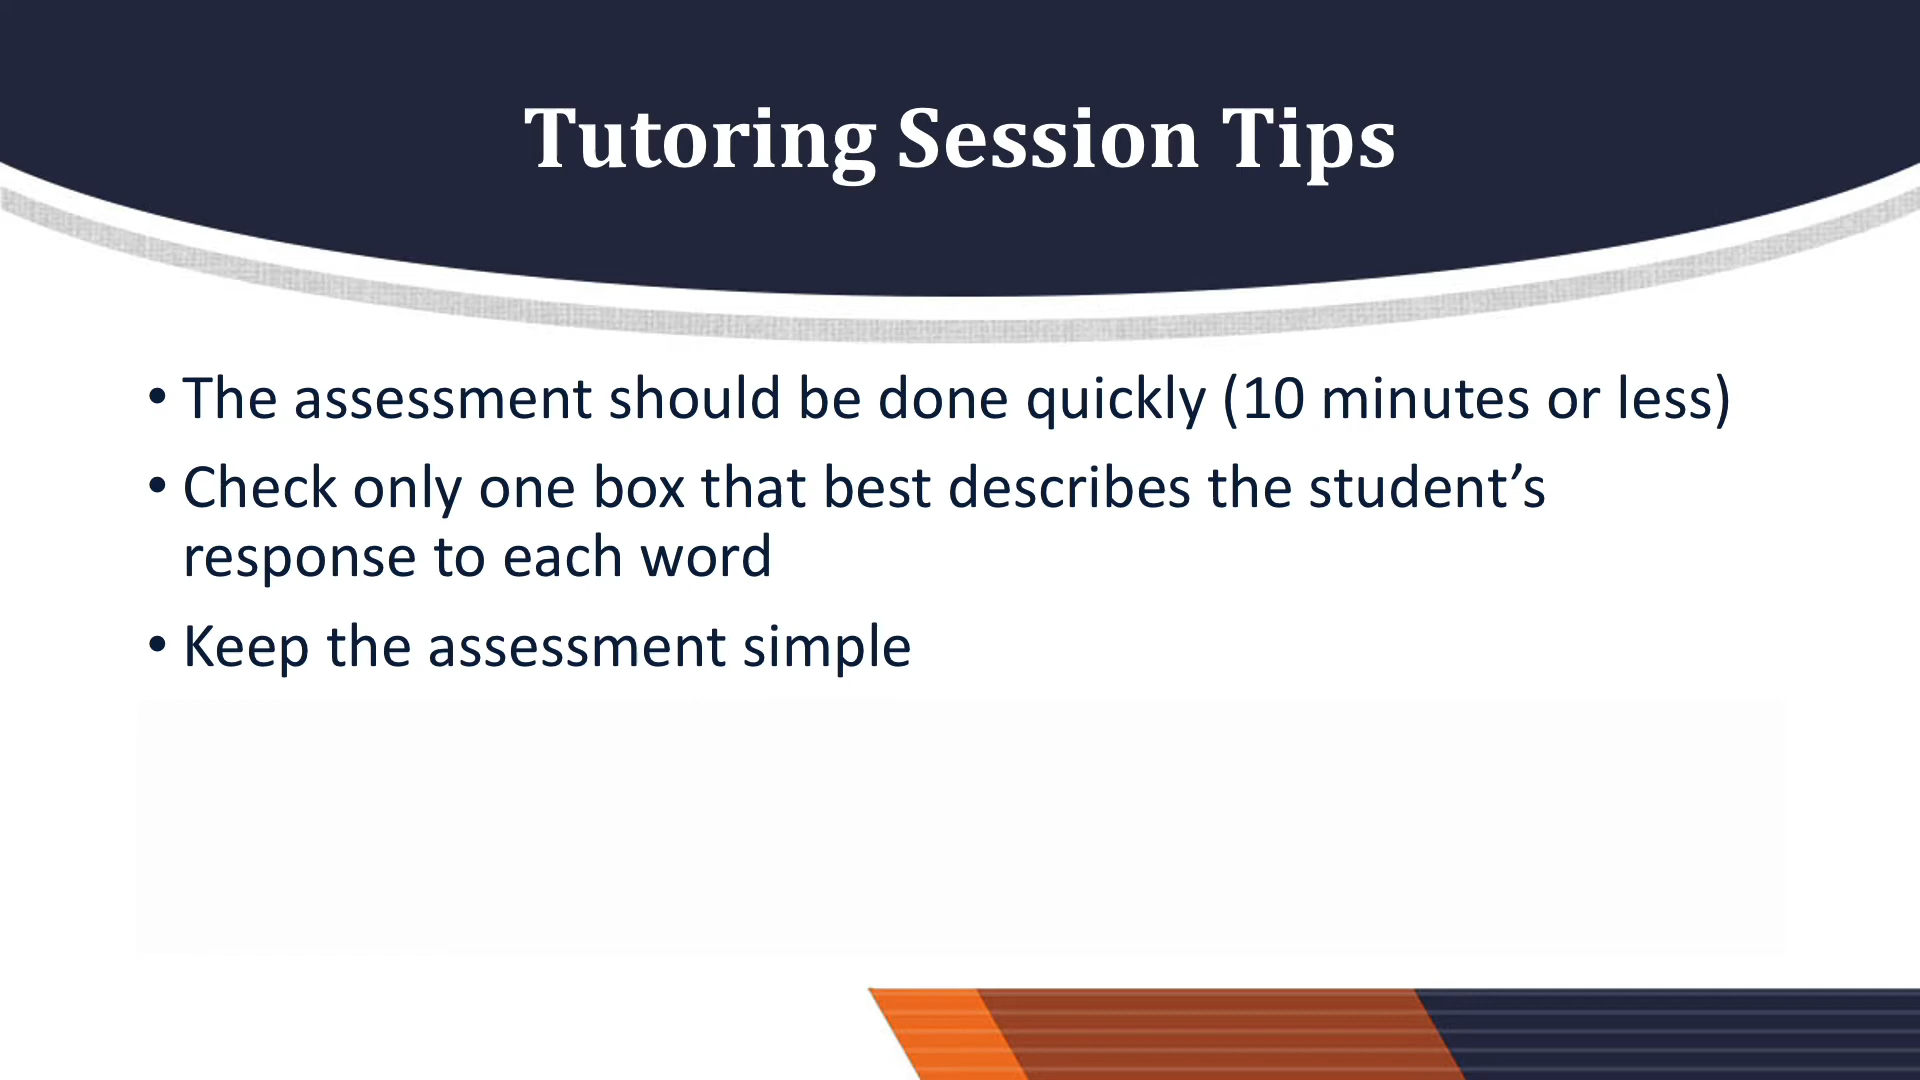 Tutoring Session Tips
• The assessment should be done quickly (10 minutes or less)
• Check only one box that best describes the student’s
response to each word
• Keep the assessment simple